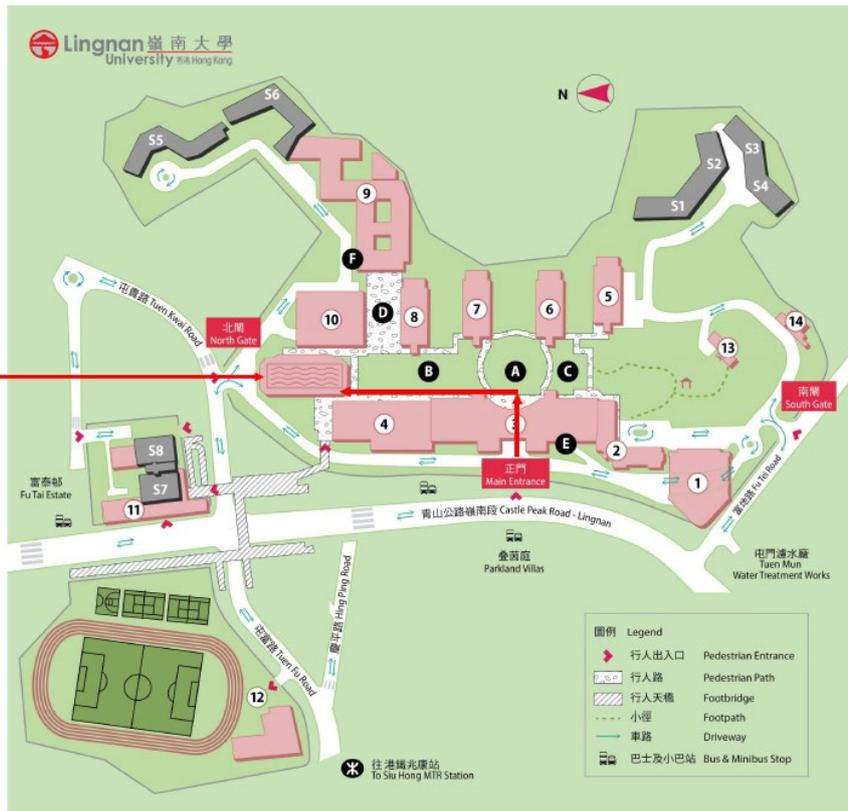 Lingnan 嶺南大學
University 香港 Hong Kong
N
S6
S5
S3
S2
S4
S1
9
F
5
7
6
8
10
D
14
屯貴路 Tuen Kwai Road
北閘
North Gate
13
B
A
C
南閘
South Gate
4
3
E
2
S8
富泰邨
Fu Tai Estate
正門
Main Entrance
1
S7
11
富地路 Fu Tei Road
青山公路嶺南段 Castle Peak Road - Lingnan
叠茵庭
Parkland Villas
屯門濾水廠
Tuen Mun
Water Treatment Works
慶平路 Hing Ping Road
屯富路 Tuen Fu Road
12
往港鐵兆康站
To Siu Hong MTR Station
圖例 Legend
行人出入口 Pedestrian Entrance
行人路 Pedestrian Path
行人天橋 Footbridge
小徑 Footpath
車路 Driveway
巴士及小巴站 Bus & Minibus Stop